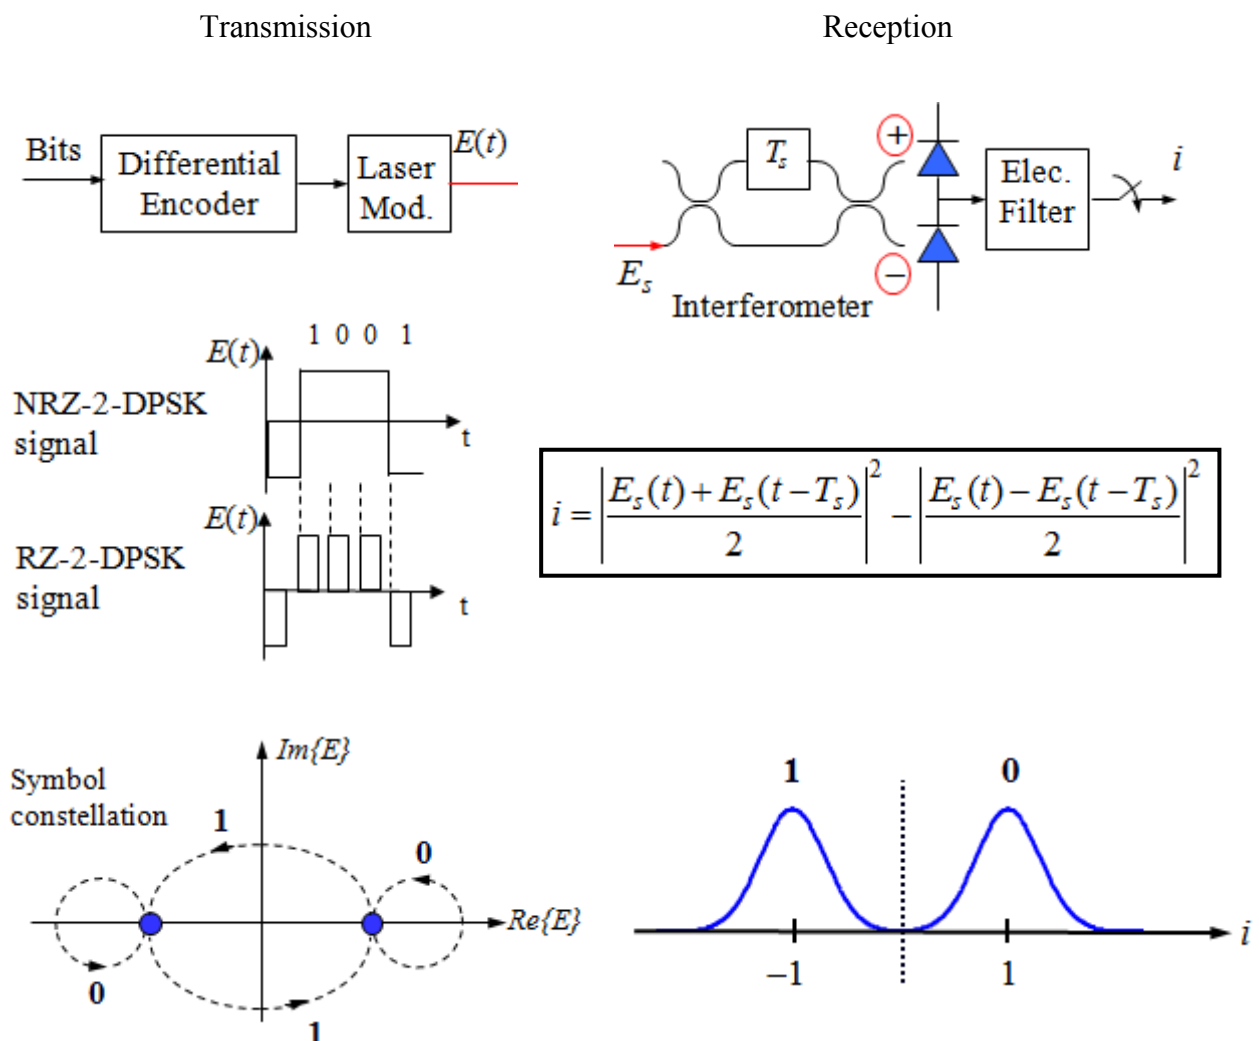 Transmission
Reception
Bits
Differential
Encoder
Laser
Mod.
E(t)
T_s
+
−
E_s
Interferometer
Elec.
Filter
i
1 0 0 1
E(t)
NRZ-2-DPSK
signal
t
E(t)
RZ-2-DPSK
signal
t
i = |E_s(t) + E_s(t − T_s) / 2|^2 − |E_s(t) − E_s(t − T_s) / 2|^2
Symbol
constellation
Im{E}
1
0
Re{E}
0
1
1 0
−1 1
i